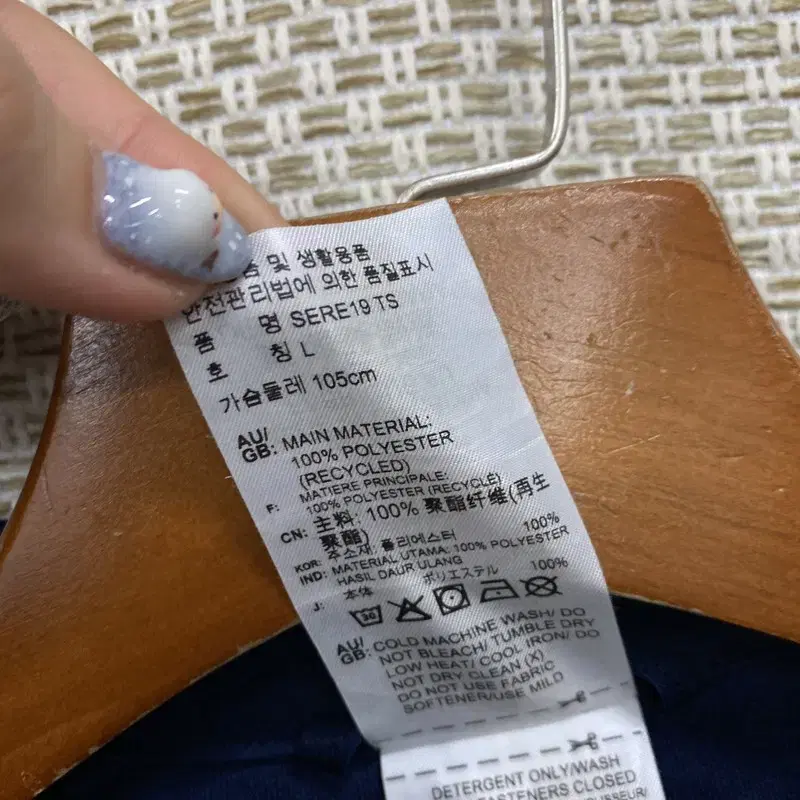 및 생활용품
안전관리법에 의한 품질표시
품 명 SERE19 TS
호 칭 L
가슴둘레 105cm
AU/GB: MAIN MATERIAL:
100% POLYESTER
(RECYCLED)
F: MATIERE PRINCIPALE:
100% POLYESTER (RECYCLE)
CN: 主料: 100% 聚酯纤维(再生
聚酯)
KOR: 주소재 폴리에스터 100%
IND: MATERIAL UTAMA: 100% POLYESTER
HASIL DAUR ULANG
J: 本体 ポリエステル 100%
AU/GB: COLD MACHINE WASH/ DO
NOT BLEACH/ TUMBLE DRY
LOW HEAT/ COOL IRON/ DO
NOT DRY CLEAN (X)
DO NOT USE FABRIC
SOFTENER/USE MILD
DETERGENT ONLY/WASH
FASTENERS CLOSED